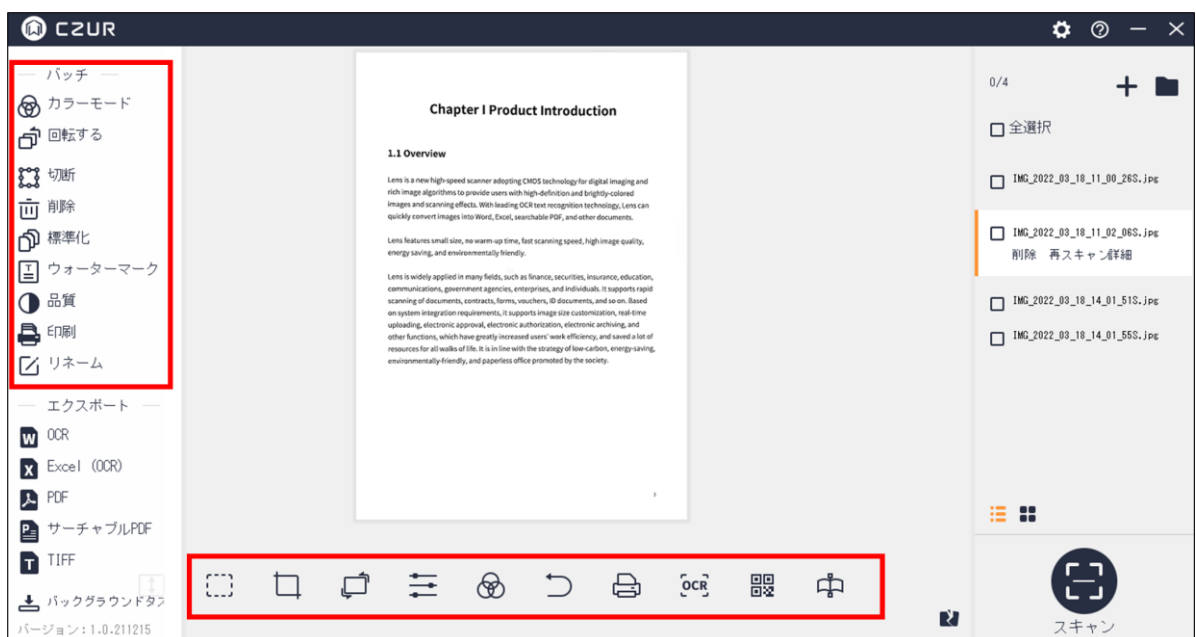 CZUR
バッチ
カラーモード
回転する
切断
削除
標準化
ウォーターマーク
品質
印刷
リネーム
エクスポート
OCR
Excel (OCR)
PDF
サーチャブルPDF
TIFF
バックグラウンドタス
バージョン:1.0.211215
Chapter I Product Introduction
1.1 Overview
Lens is a new high-speed scanner adopting CMOS technology for digital imaging and
rich image algorithms to provide users with high-definition and brightly-colored
images and scanning effects. With leading OCR text recognition technology, Lens can
quickly convert images into Word, Excel, searchable PDF, and other documents.
Lens features small size, no warm-up time, fast scanning speed, high image quality,
energy saving, and environmentally friendly.
Lens is widely applied in many fields, such as finance, securities, insurance, education,
communications, government agencies, enterprises, and individuals. It supports rapid
scanning of documents, contracts, forms, vouchers, ID documents, and so on. Based
on system integration requirements, it supports image size customization, real-time
uploading, electronic approval, electronic authorization, electronic archiving, and
other functions, which have greatly increased users' work efficiency, and saved a lot of
resources for all walks of life. It is in line with the strategy of low-carbon, energy-saving,
environmentally-friendly, and paperless office promoted by the society.
OCR
0/4
全選択
IMG_2022_03_18_11_00_26S.jpg
IMG_2022_03_18_11_02_06S.jpg
削除 再スキャン詳細
IMG_2022_03_18_14_01_51S.jpg
IMG_2022_03_18_14_01_55S.jpg
スキャン